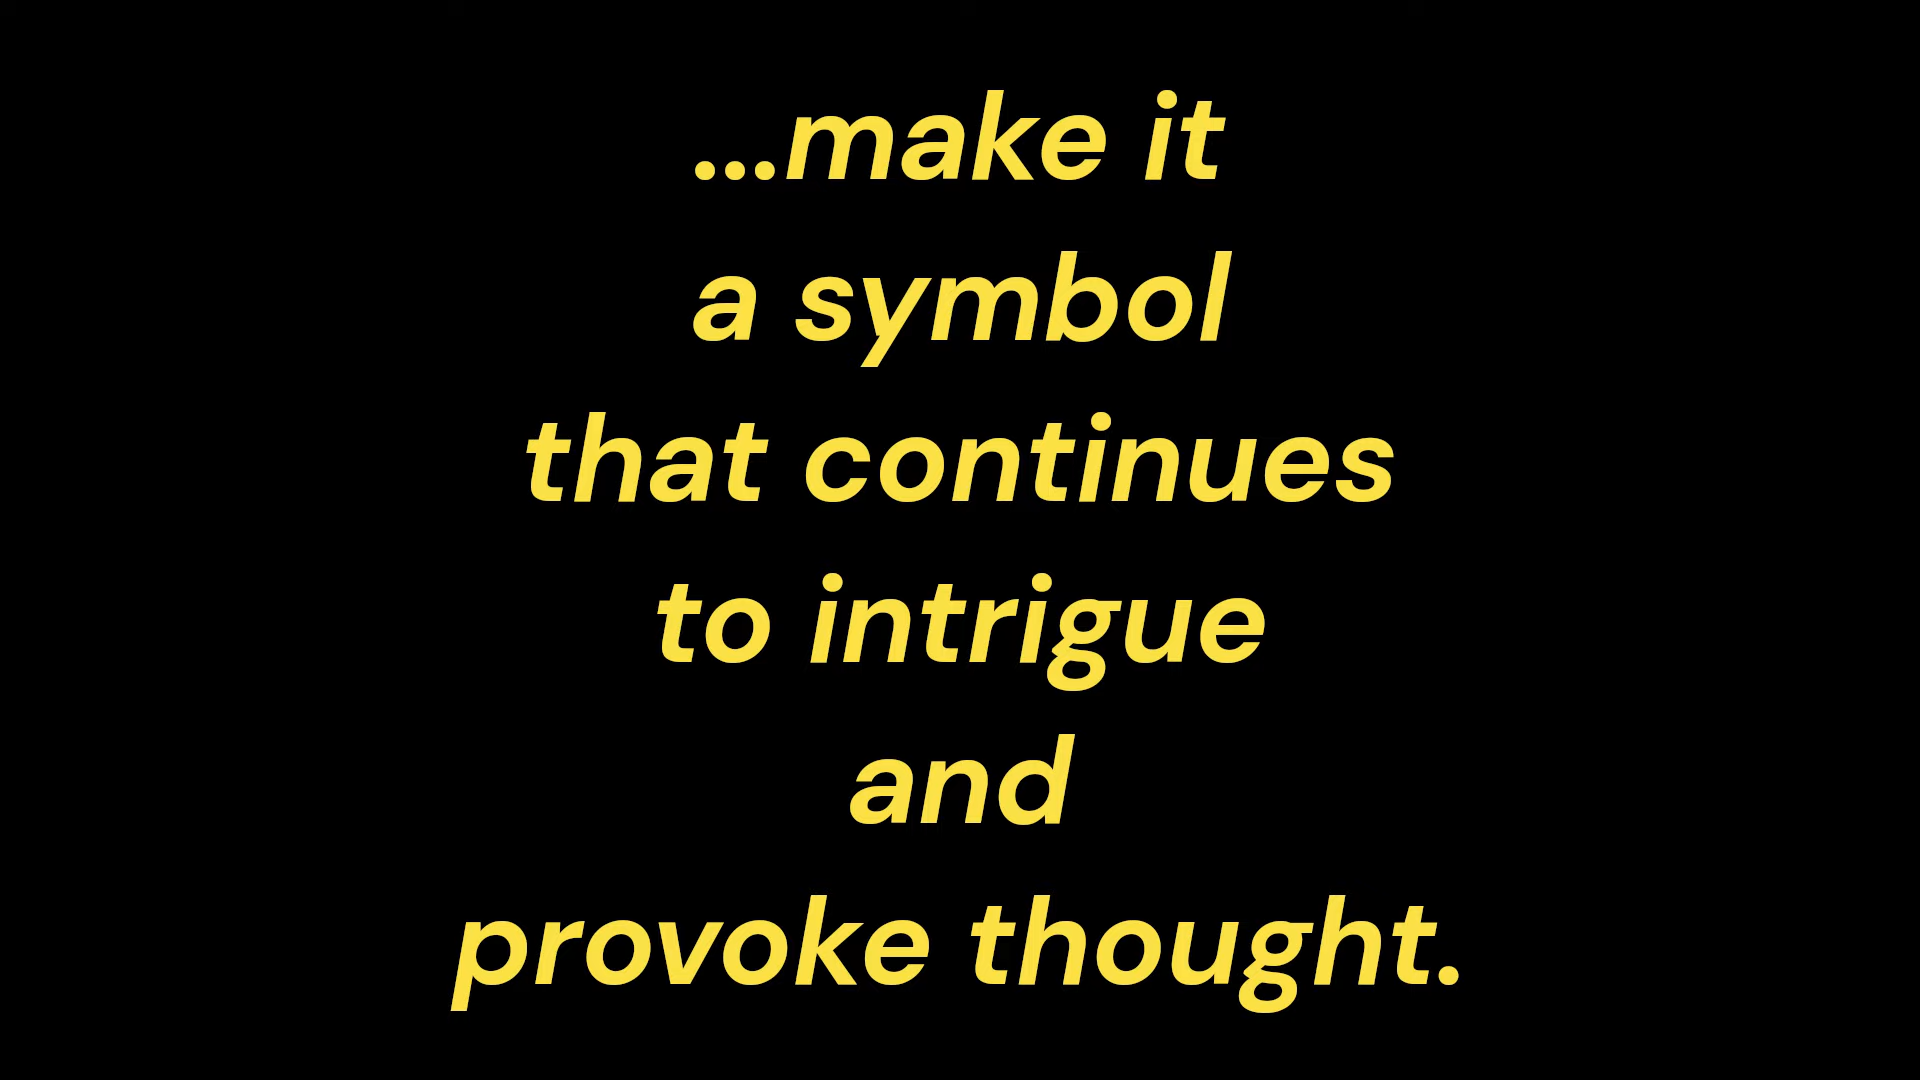 ...make it
a symbol
that continues
to intrigue
and
provoke thought.